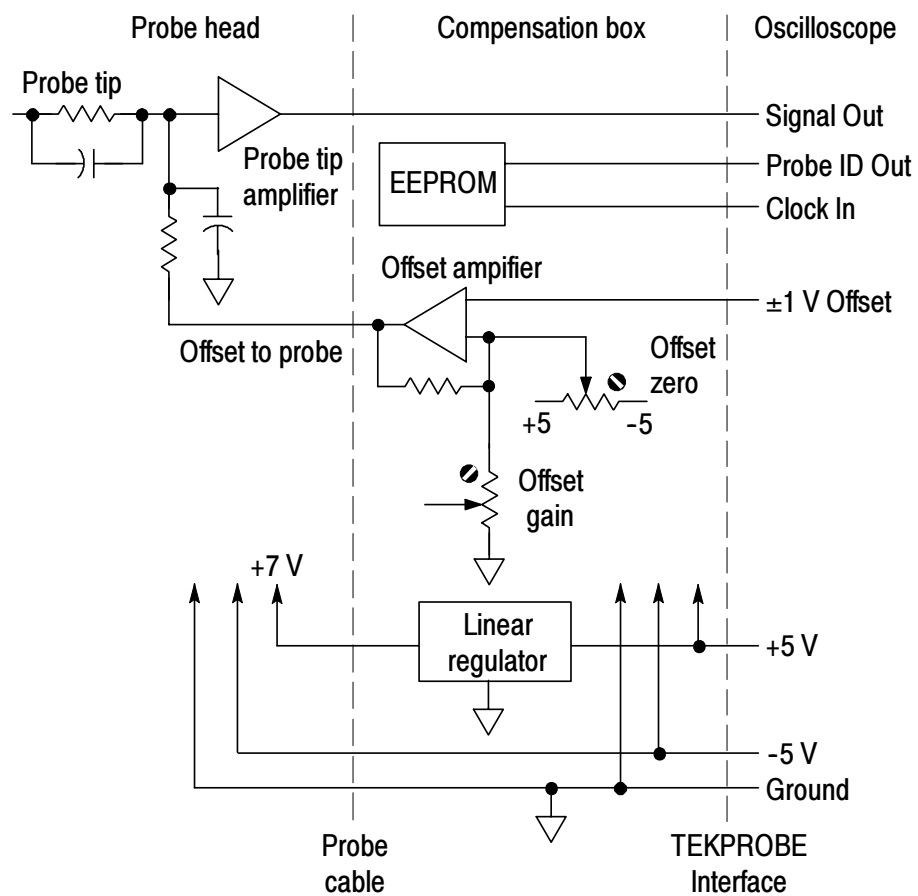 Probe head
Compensation box
Oscilloscope
Probe tip
Signal Out
Probe tip
amplifier
EEPROM
Probe ID Out
Clock In
Offset ampifier
±1 V Offset
Offset to probe
Offset
zero
+5
-5
Offset
gain
+7 V
Linear
regulator
+5 V
-5 V
Ground
Probe
cable
TEKPROBE
Interface